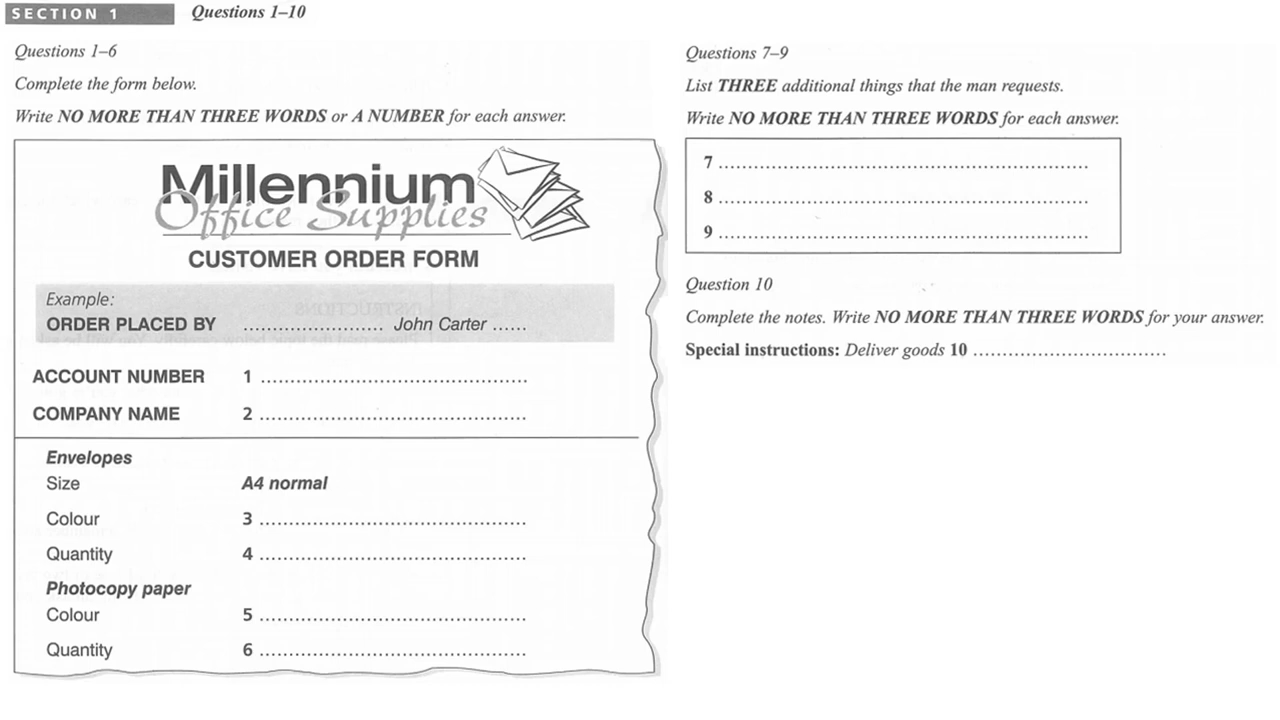 SECTION 1 Questions 1–10
Questions 1–6
Complete the form below.
Write NO MORE THAN THREE WORDS or A NUMBER for each answer.
Millennium
Office Supplies
CUSTOMER ORDER FORM
Example:
ORDER PLACED BY ........................ John Carter ......
ACCOUNT NUMBER 1 ..............................................
COMPANY NAME 2 ..............................................
Envelopes
Size A4 normal
Colour 3 ..............................................
Quantity 4 ..............................................
Photocopy paper
Colour 5 ..............................................
Quantity 6 ..............................................
Questions 7–9
List THREE additional things that the man requests.
Write NO MORE THAN THREE WORDS for each answer.
7 ................................................................
8 ................................................................
9 ................................................................
Question 10
Complete the notes. Write NO MORE THAN THREE WORDS for your answer.
Special instructions: Deliver goods 10 .................................